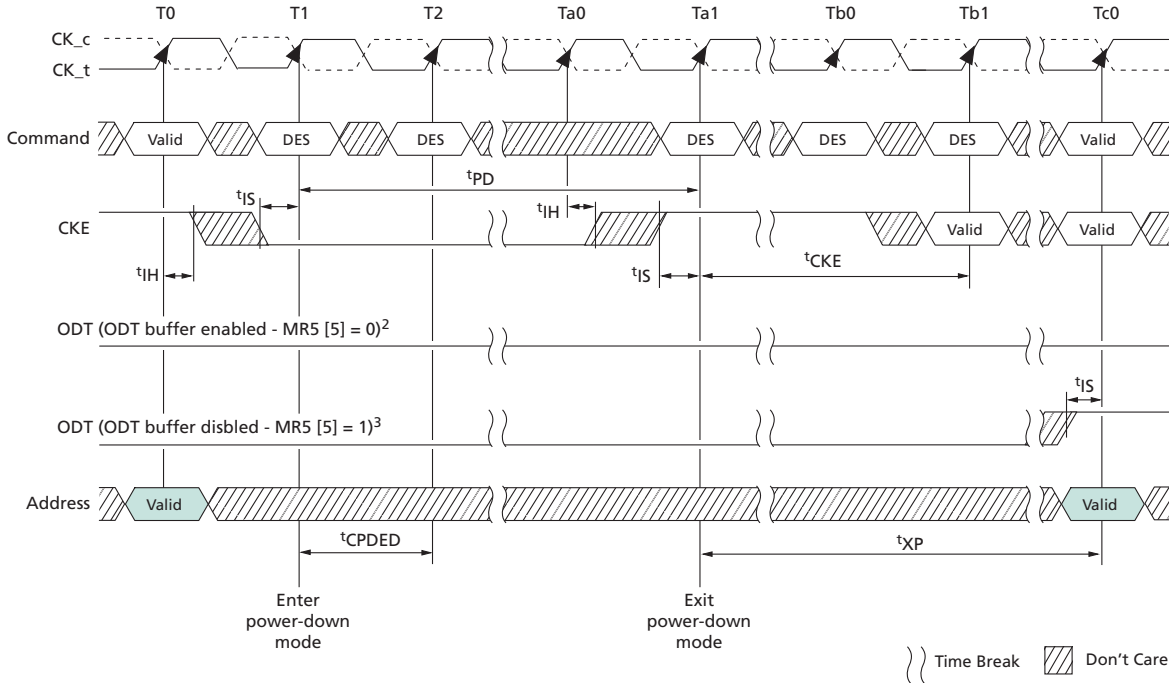 T0 T1 T2 Ta0 Ta1 Tb0 Tb1 Tc0
CK_c
CK_t
Command Valid DES DES DES DES DES Valid
tPD
tIS tIH
CKE Valid Valid
tIH tIS tCKE
ODT (ODT buffer enabled - MR5 [5] = 0)2
tIS
ODT (ODT buffer disbled - MR5 [5] = 1)3
Address Valid Valid
tCPDED tXP
Enter
power-down
mode
Exit
power-down
mode
Time Break Don't Care